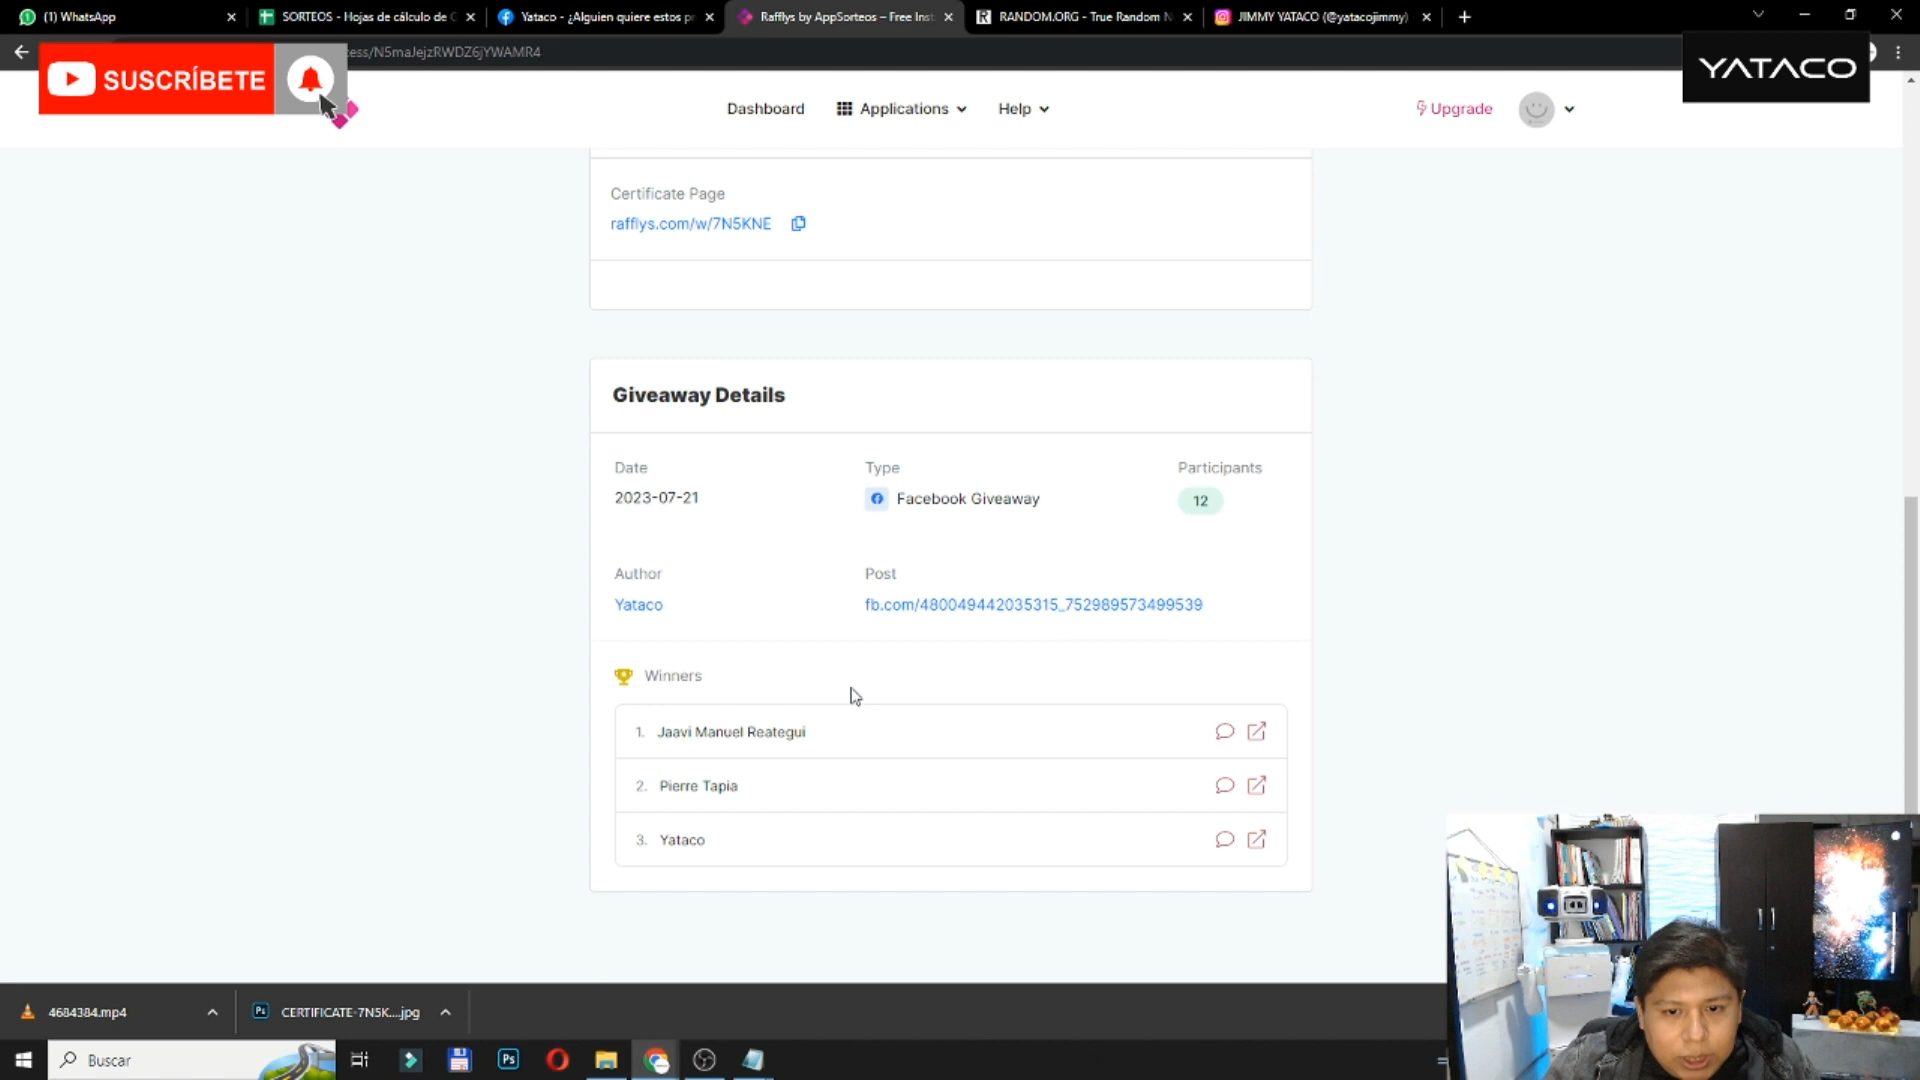 (1) WhatsApp
SORTEOS - Hojas de cálculo de G
Yataco - ¿Alguien quiere estos pr
Rafflys by AppSorteos – Free Inst
RANDOM.ORG - True Random N
JIMMY YATACO (@yatacojimmy)
ess/N5maJejzRWDZ6jYWAMR4
SUSCRÍBETE
YATACO
Dashboard
Applications
Help
Upgrade
Certificate Page
rafflys.com/w/7N5KNE
Giveaway Details
Date
Type
Participants
2023-07-21
Facebook Giveaway
12
Author
Post
Yataco
fb.com/480049442035315_752989573499539
Winners
1. Jaavi Manuel Reategui
2. Pierre Tapia
3. Yataco
4684384.mp4
Ps
CERTIFICATE-7N5K....jpg
Buscar
Ps